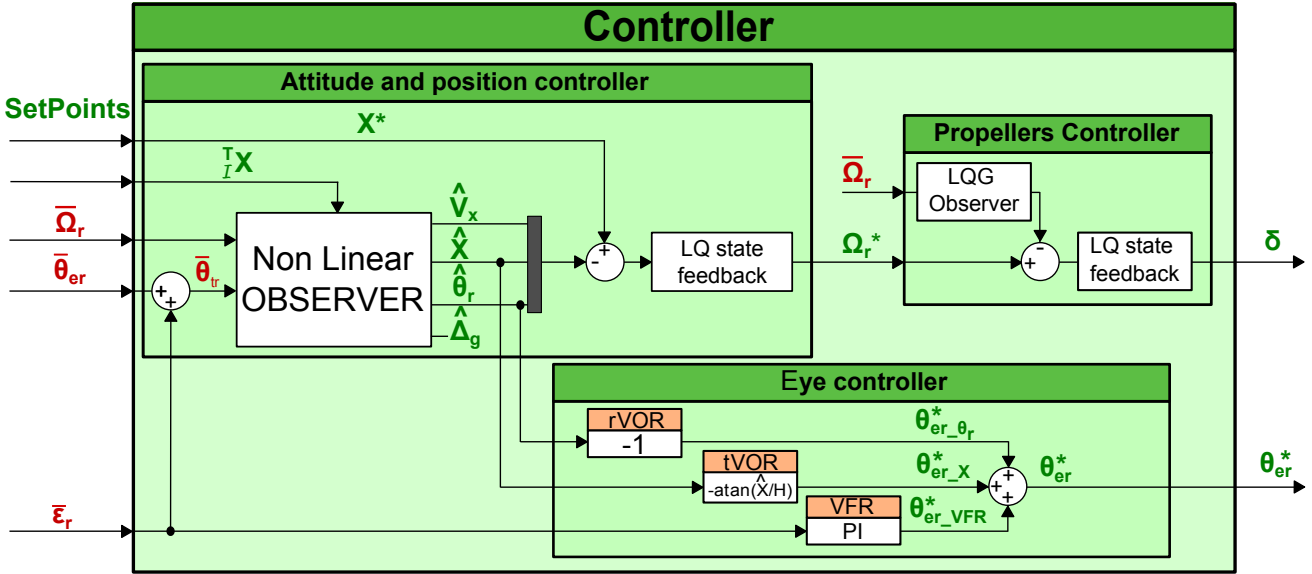 Controller
Attitude and position controller
SetPoints
X*
T I X
Ω̅r
θ̅er
θ̅tr
Non Linear
OBSERVER
V̂x
X̂
θ̂r
Δ̂g
+
+
+
-
LQ state
feedback
Ωr*
Propellers Controller
Ω̅r
LQG
Observer
-
+
LQ state
feedback
δ
Eye controller
rVOR
-1
θ*er_θr
tVOR
-atan(X̂/H)
θ*er_X
VFR
PI
θ*er_VFR
+
+
+
θ*er
θ*er
ε̅r